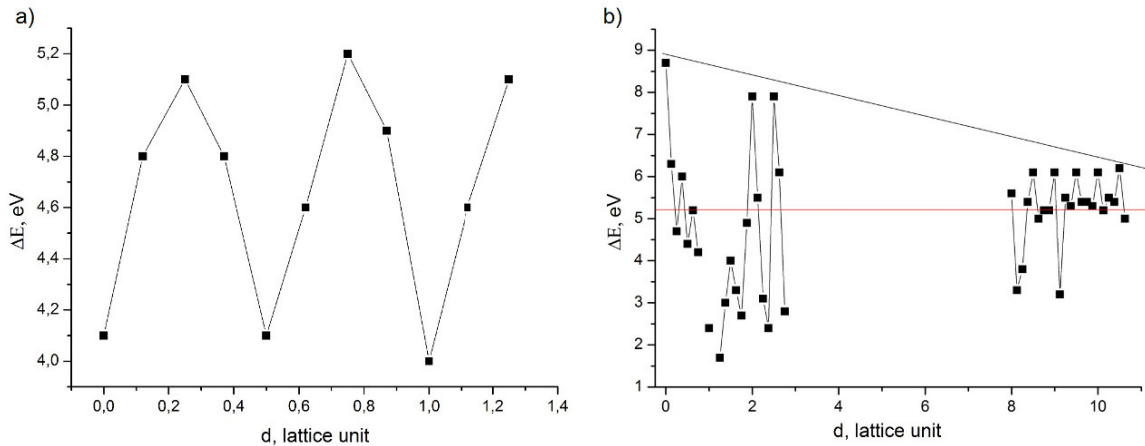 a)
5,2
5,0
4,8
4,6
4,4
4,2
4,0
ΔE, eV
0,0 0,2 0,4 0,6 0,8 1,0 1,2 1,4
d, lattice unit
b)
9
8
7
6
5
4
3
2
1
ΔE, eV
0 2 4 6 8 10
d, lattice unit